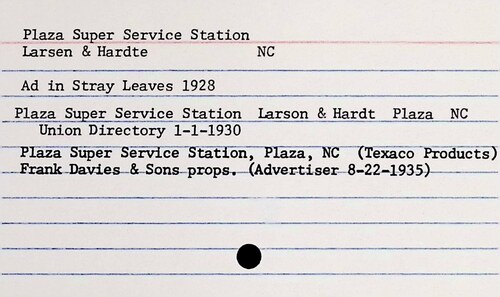 Plaza Super Service Station
Larsen & Hardte NC
Ad in Stray Leaves 1928
Plaza Super Service Station Larson & Hardt Plaza NC
Union Directory 1-1-1930
Plaza Super Service Station, Plaza, NC (Texaco Products)
Frank Davies & Sons props. (Advertiser 8-22-1935)